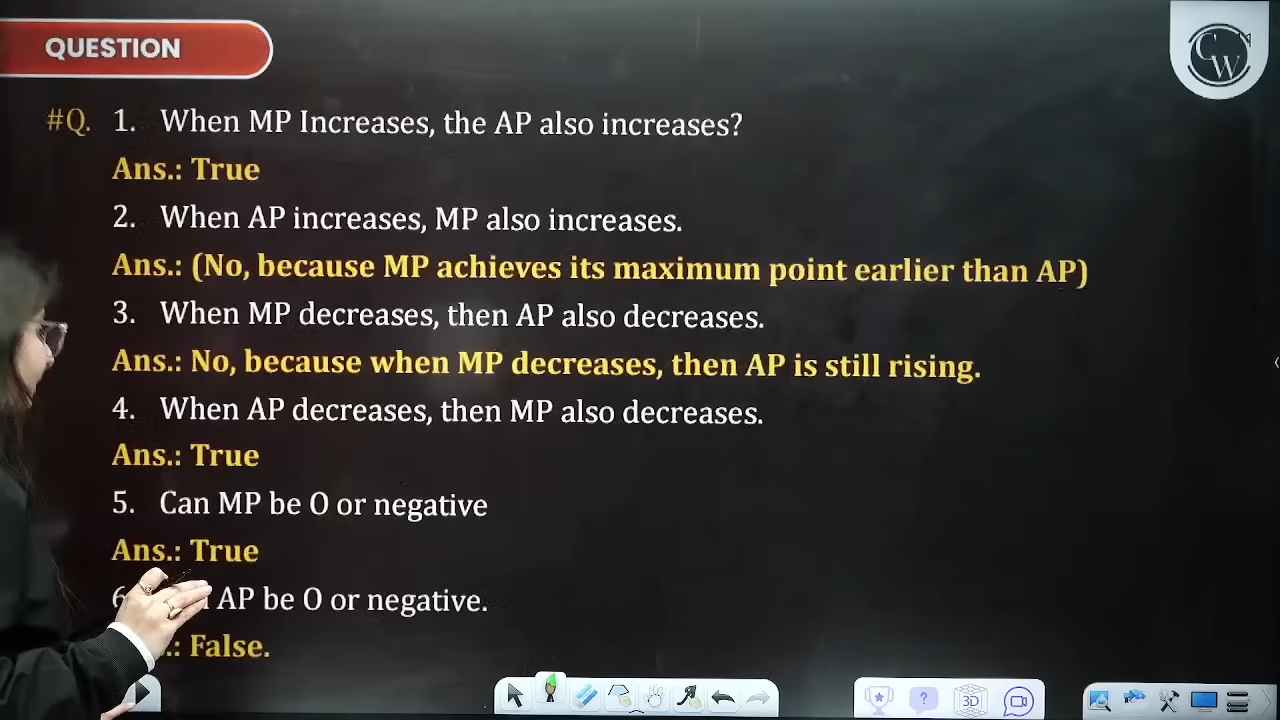 QUESTION
CW
#Q. 1. When MP Increases, the AP also increases?
Ans.: True
2. When AP increases, MP also increases.
Ans.: (No, because MP achieves its maximum point earlier than AP)
3. When MP decreases, then AP also decreases.
Ans.: No, because when MP decreases, then AP is still rising.
4. When AP decreases, then MP also decreases.
Ans.: True
5. Can MP be O or negative
Ans.: True
6 AP be O or negative.
.: False.
3D